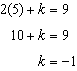 2(5) + k = 9
10 + k = 9
k = −1